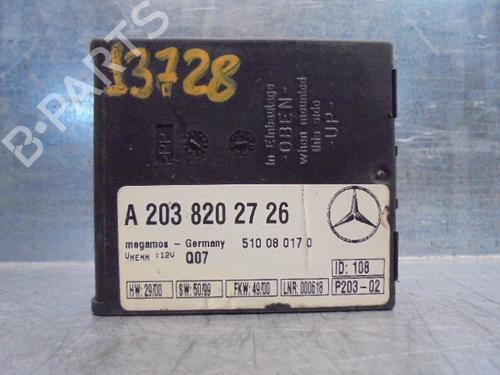 B-PARTS
13728
PP
In Einbaulage
-OBEN-
when mounted
this side
-UP-
A 203 820 27 26
megamos - Germany 510 08 017 0
UNENN :12V Q07
ID: 108
HW: 29/00 SW: 50/99 FKW: 49/00 LNR: 000618 P203-02